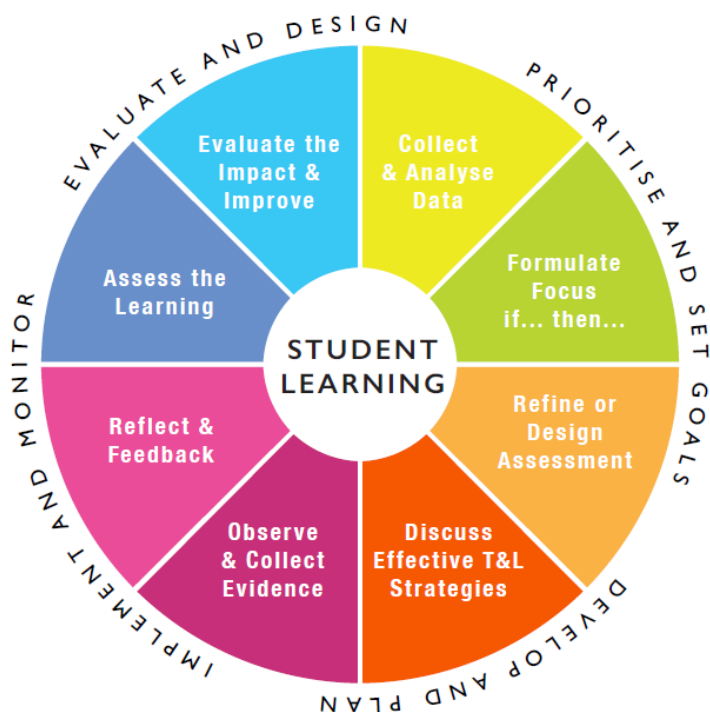 EVALUATE AND DESIGN
PRIORITISE AND SET GOALS
DEVELOP AND PLAN
IMPLEMENT AND MONITOR
Collect
& Analyse
Data
Formulate
Focus
if... then...
Refine or
Design
Assessment
Discuss
Effective T&L
Strategies
Observe
& Collect
Evidence
Reflect &
Feedback
Assess the
Learning
Evaluate the
Impact &
Improve
STUDENT
LEARNING